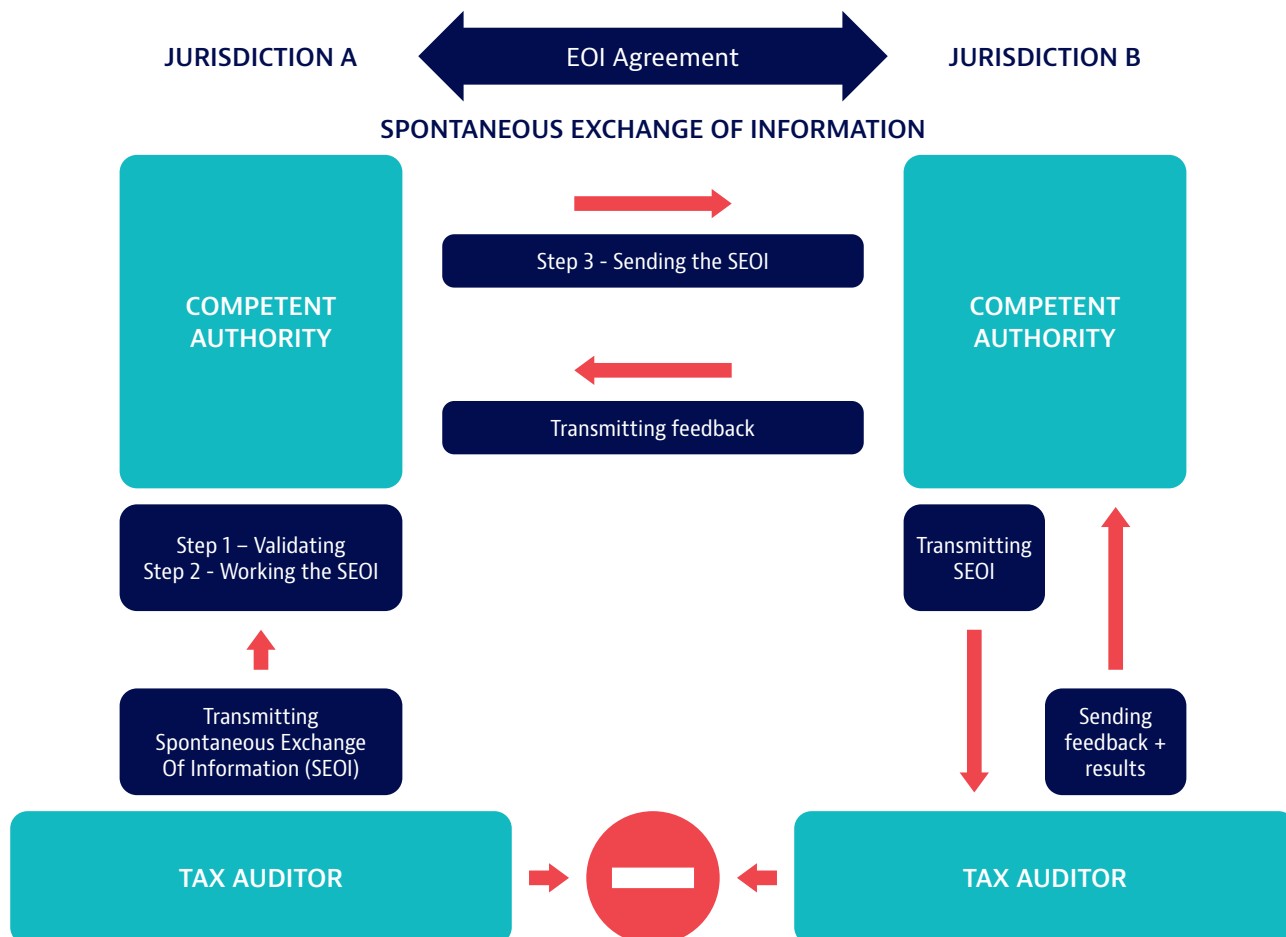 JURISDICTION A
EOI Agreement
JURISDICTION B
SPONTANEOUS EXCHANGE OF INFORMATION
COMPETENT
AUTHORITY
Step 3 - Sending the SEOI
Transmitting feedback
COMPETENT
AUTHORITY
Step 1 – Validating
Step 2 - Working the SEOI
Transmitting
SEOI
Transmitting
Spontaneous Exchange
Of Information (SEOI)
Sending
feedback +
results
TAX AUDITOR
TAX AUDITOR